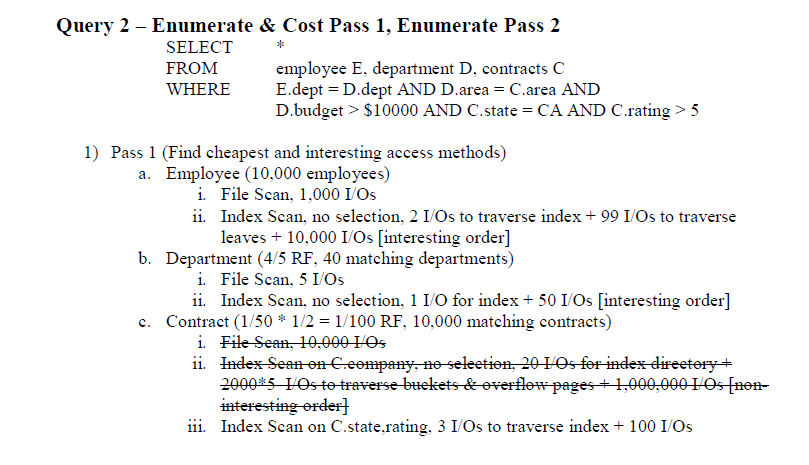 Query 2 – Enumerate & Cost Pass 1, Enumerate Pass 2
SELECT *
FROM employee E, department D, contracts C
WHERE E.dept = D.dept AND D.area = C.area AND
D.budget > $10000 AND C.state = CA AND C.rating > 5
1) Pass 1 (Find cheapest and interesting access methods)
a. Employee (10,000 employees)
i. File Scan, 1,000 I/Os
ii. Index Scan, no selection, 2 I/Os to traverse index + 99 I/Os to traverse
leaves + 10,000 I/Os [interesting order]
b. Department (4/5 RF, 40 matching departments)
i. File Scan, 5 I/Os
ii. Index Scan, no selection, 1 I/O for index + 50 I/Os [interesting order]
c. Contract (1/50 * 1/2 = 1/100 RF, 10,000 matching contracts)
i. File Scan, 10,000 I/Os
ii. Index Scan on C.company, no selection, 20 I/Os for index directory +
2000*5 I/Os to traverse buckets & overflow pages + 1,000,000 I/Os [non-
interesting order]
iii. Index Scan on C.state,rating, 3 I/Os to traverse index + 100 I/Os